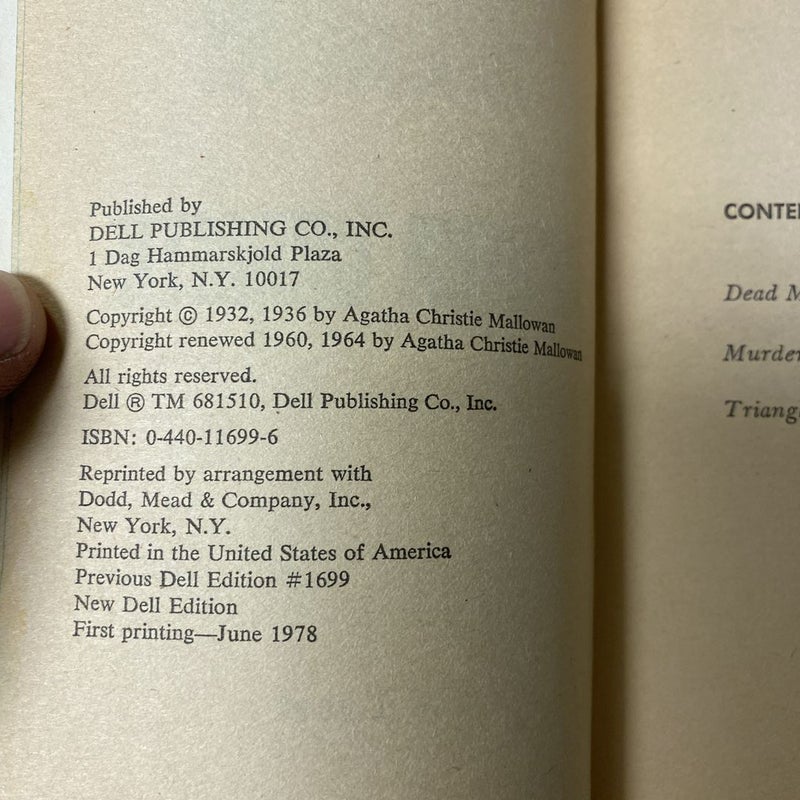 Published by
DELL PUBLISHING CO., INC.
1 Dag Hammarskjold Plaza
New York, N.Y. 10017
Copyright © 1932, 1936 by Agatha Christie Mallowan
Copyright renewed 1960, 1964 by Agatha Christie Mallowan
All rights reserved.
Dell ® TM 681510, Dell Publishing Co., Inc.
ISBN: 0-440-11699-6
Reprinted by arrangement with
Dodd, Mead & Company, Inc.,
New York, N.Y.
Printed in the United States of America
Previous Dell Edition #1699
New Dell Edition
First printing—June 1978
CONTE
Dead M
Murder
Triang